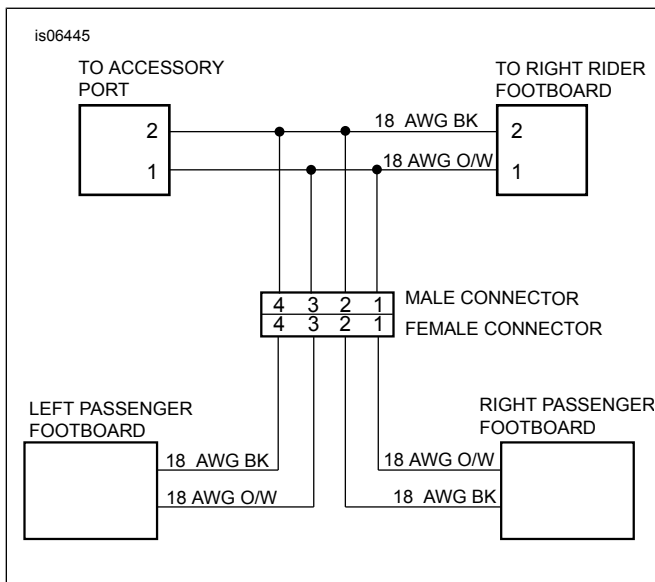 is06445
TO ACCESSORY
PORT
TO RIGHT RIDER
FOOTBOARD
2
18 AWG BK
2
1
18 AWG O/W
1
4 3 2 1
MALE CONNECTOR
4 3 2 1
FEMALE CONNECTOR
LEFT PASSENGER
FOOTBOARD
RIGHT PASSENGER
FOOTBOARD
18 AWG BK
18 AWG O/W
18 AWG O/W
18 AWG BK